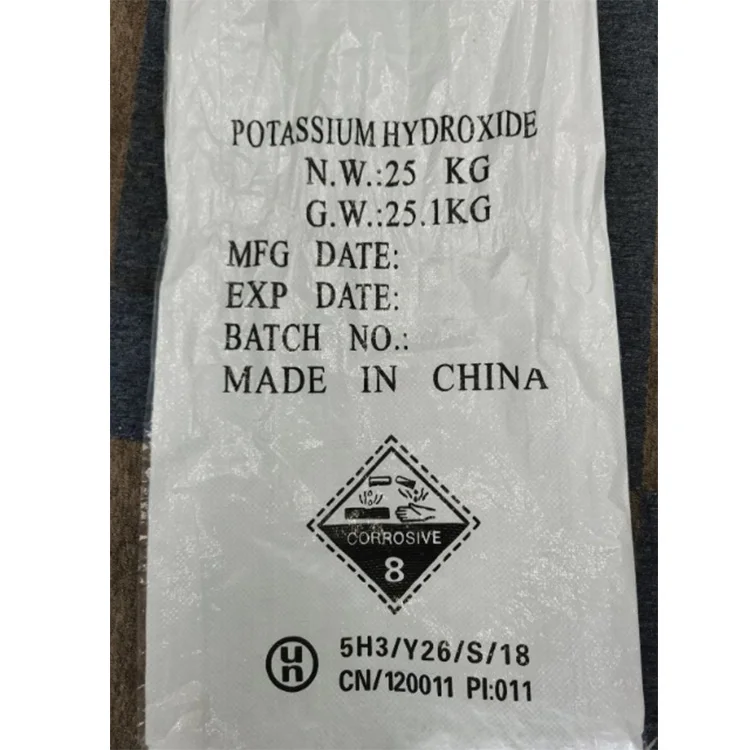 POTASSIUM HYDROXIDE
N.W.:25 KG
G.W.:25.1KG
MFG DATE:
EXP DATE:
BATCH NO.:
MADE IN CHINA
CORROSIVE
8
un
5H3/Y26/S/18
CN/120011 PI:011